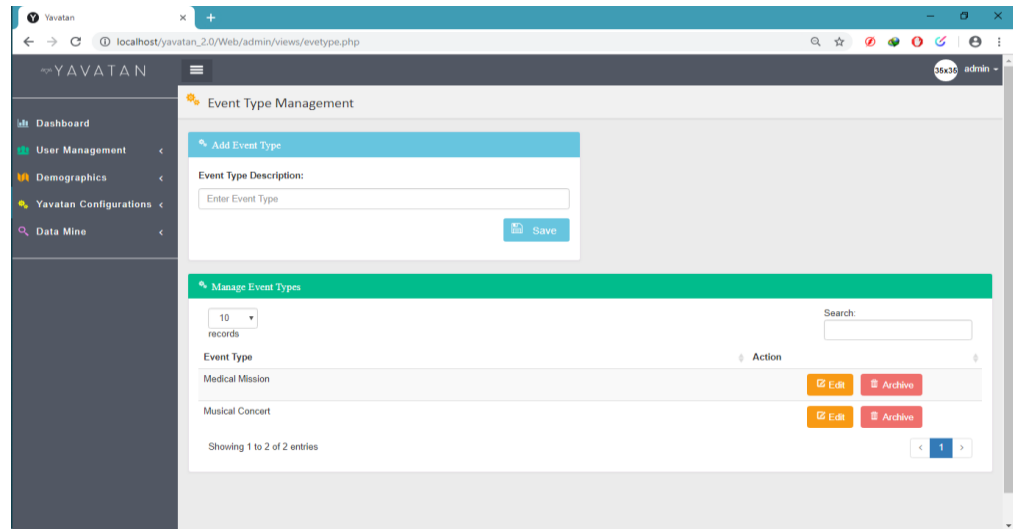 Yavatan
localhost/yavatan_2.0/Web/admin/views/evetype.php
YAVATAN
35x35 admin
Event Type Management
Dashboard
User Management
Demographics
Yavatan Configurations
Data Mine
Add Event Type
Event Type Description:
Enter Event Type
Save
Manage Event Types
10
records
Search:
Event Type Action
Medical Mission Edit Archive
Musical Concert Edit Archive
Showing 1 to 2 of 2 entries
1